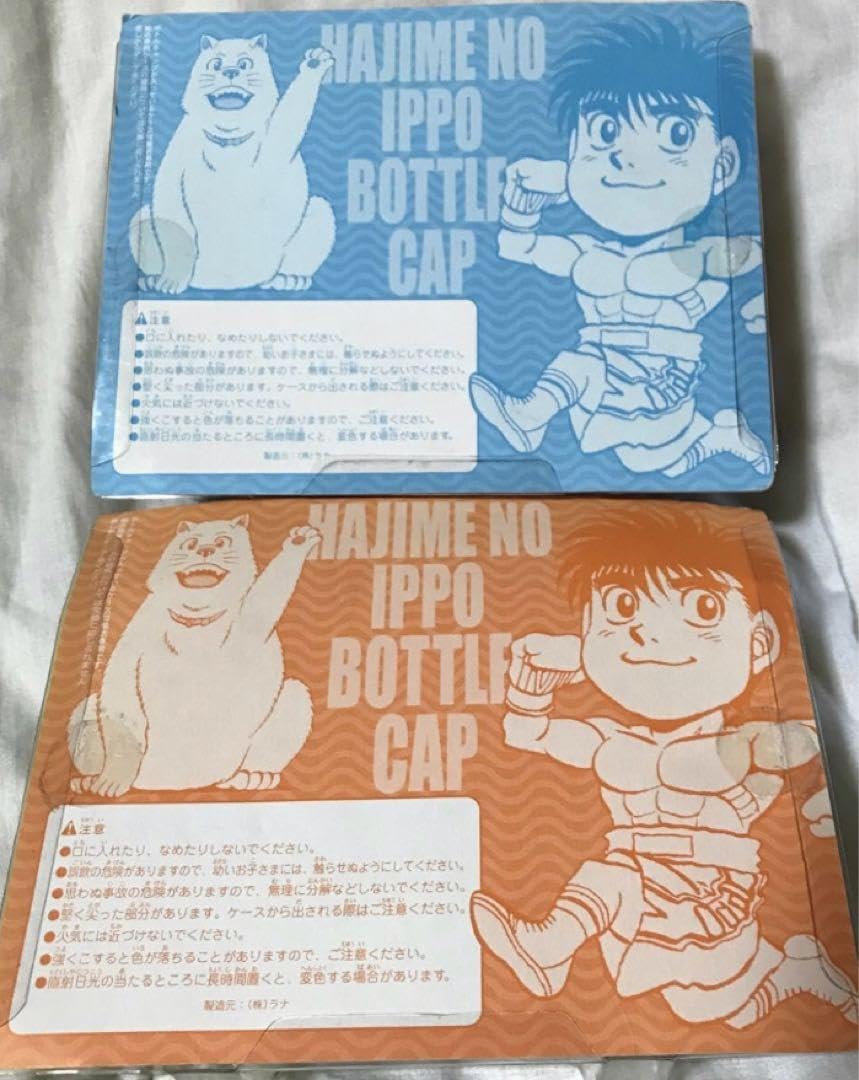 HAJIME NO
IPPO
BOTTLE
CAP
注意
●口に入れたり、なめたりしないでください。
●誤飲の危険がありますので、幼いお子さまには、触らせぬようにしてください。
●思わぬ事故の危険がありますので、無理に分解などしないでください。
●堅く尖った部分があります。ケースから出される際はご注意ください。
●火気には近づけないでください。
●強くこすると色が落ちることがありますので、ご注意ください。
●直射日光の当たるところに長時間置くと、変色する場合があります。
製造元：(株)ラナ
HAJIME NO
IPPO
BOTTLE
CAP
注意
●口に入れたり、なめたりしないでください。
●誤飲の危険がありますので、幼いお子さまには、触らせぬようにしてください。
●思わぬ事故の危険がありますので、無理に分解などしないでください。
●堅く尖った部分があります。ケースから出される際はご注意ください。
●火気には近づけないでください。
●強くこすると色が落ちることがありますので、ご注意ください。
●直射日光の当たるところに長時間置くと、変色する場合があります。
製造元：(株)ラナ